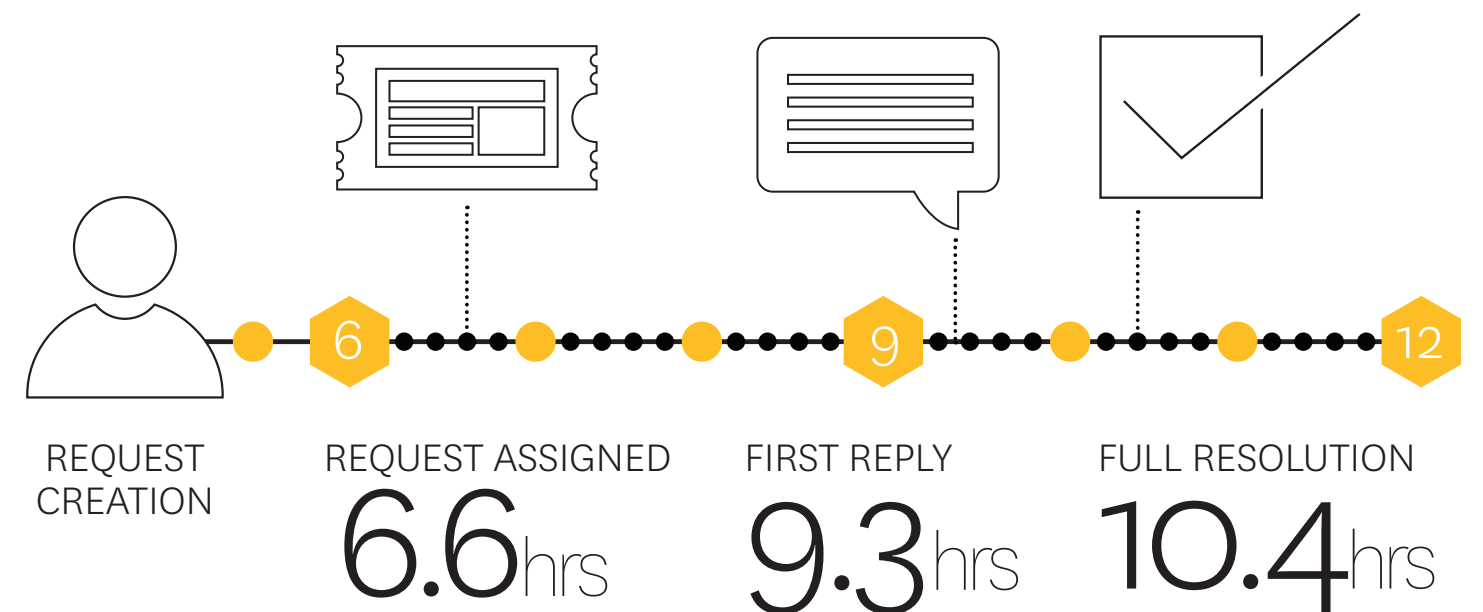 6
9
12
REQUEST
CREATION
REQUEST ASSIGNED
6.6hrs
FIRST REPLY
9.3hrs
FULL RESOLUTION
10.4hrs